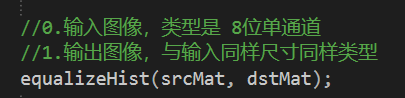 //0.输入图像，类型是 8位单通道
//1.输出图像，与输入同样尺寸同样类型
equalizeHist(srcMat, dstMat);